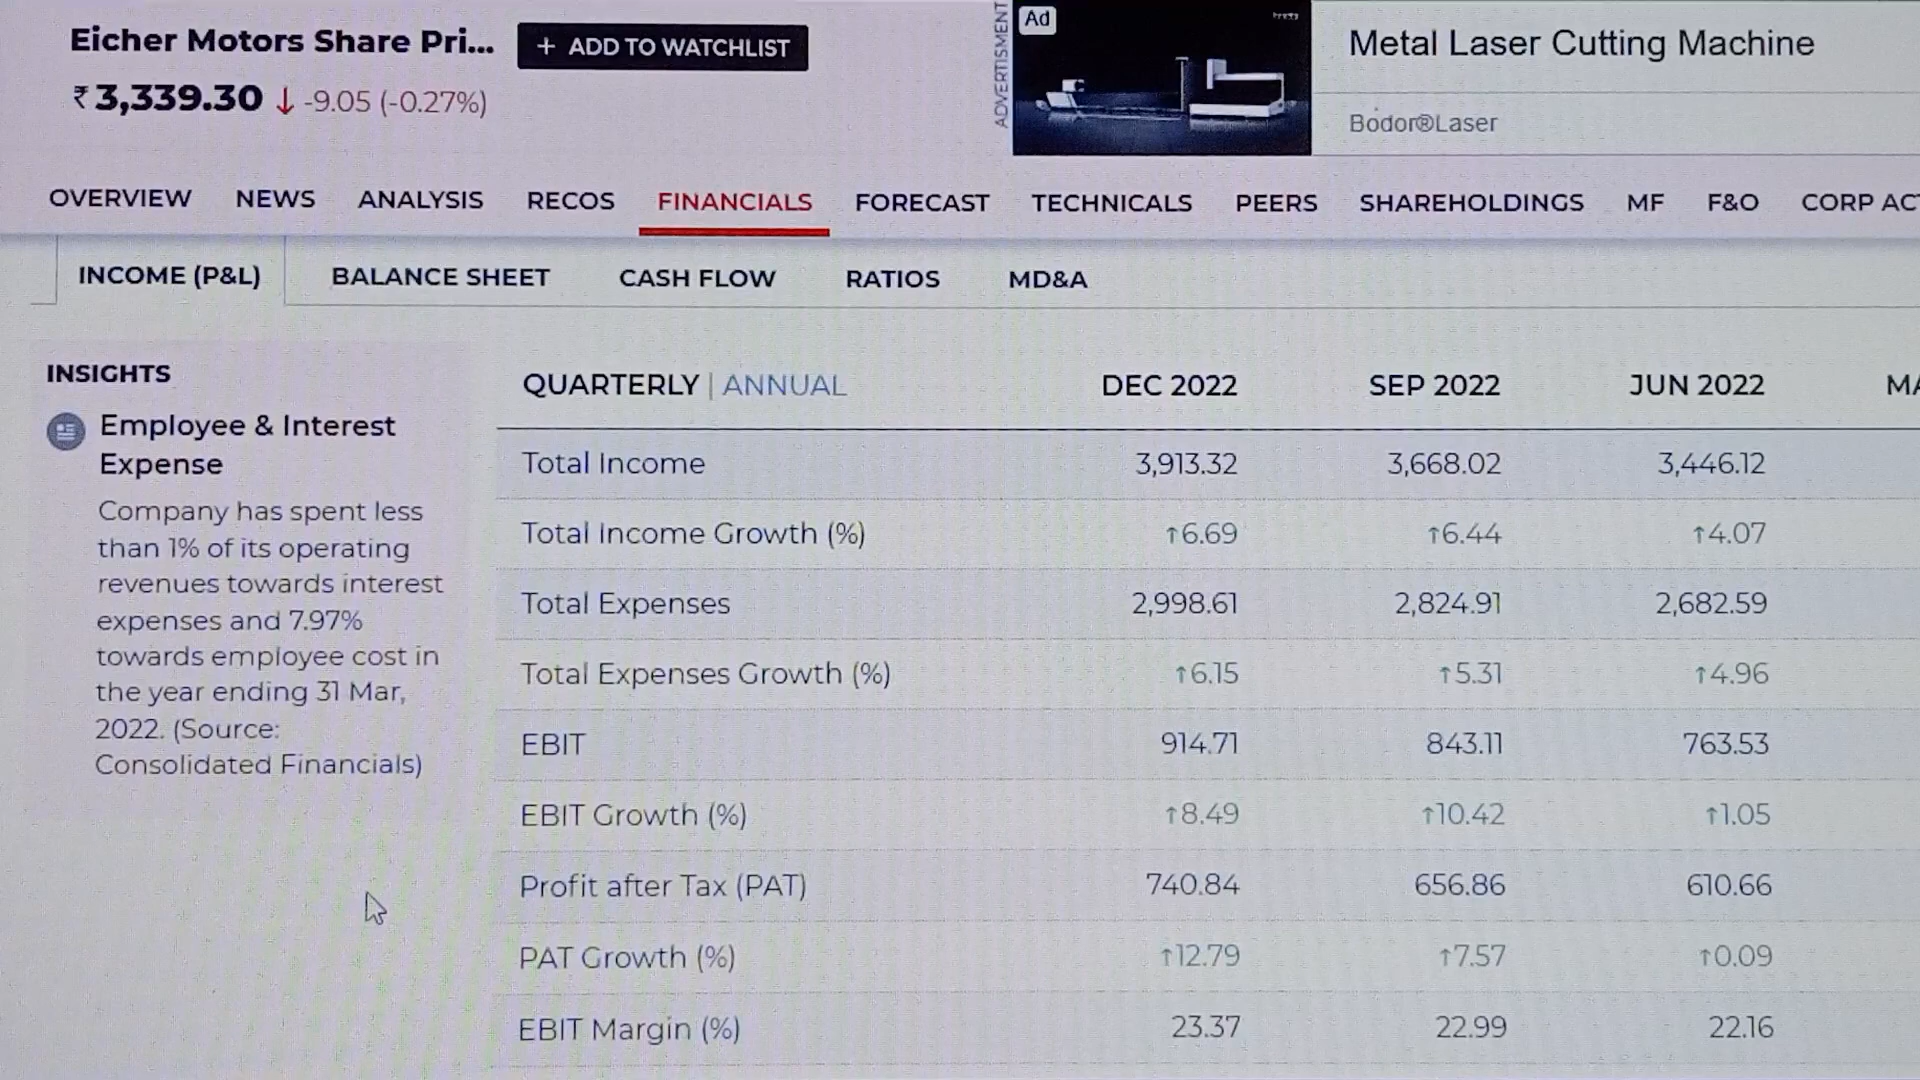 Eicher Motors Share Pri...
+ ADD TO WATCHLIST
₹ 3,339.30 ↓ -9.05 (-0.27%)
ADVERTISMENT
Ad
Metal Laser Cutting Machine
Bodor®Laser
OVERVIEW NEWS ANALYSIS RECOS FINANCIALS FORECAST TECHNICALS PEERS SHAREHOLDINGS MF F&O CORP ACT
INCOME (P&L) BALANCE SHEET CASH FLOW RATIOS MD&A
INSIGHTS
Employee & Interest
Expense
Company has spent less
than 1% of its operating
revenues towards interest
expenses and 7.97%
towards employee cost in
the year ending 31 Mar,
2022. (Source:
Consolidated Financials)
QUARTERLY | ANNUAL DEC 2022 SEP 2022 JUN 2022 MA
Total Income 3,913.32 3,668.02 3,446.12
Total Income Growth (%) ↑6.69 ↑6.44 ↑4.07
Total Expenses 2,998.61 2,824.91 2,682.59
Total Expenses Growth (%) ↑6.15 ↑5.31 ↑4.96
EBIT 914.71 843.11 763.53
EBIT Growth (%) ↑8.49 ↑10.42 ↑1.05
Profit after Tax (PAT) 740.84 656.86 610.66
PAT Growth (%) ↑12.79 ↑7.57 ↑0.09
EBIT Margin (%) 23.37 22.99 22.16